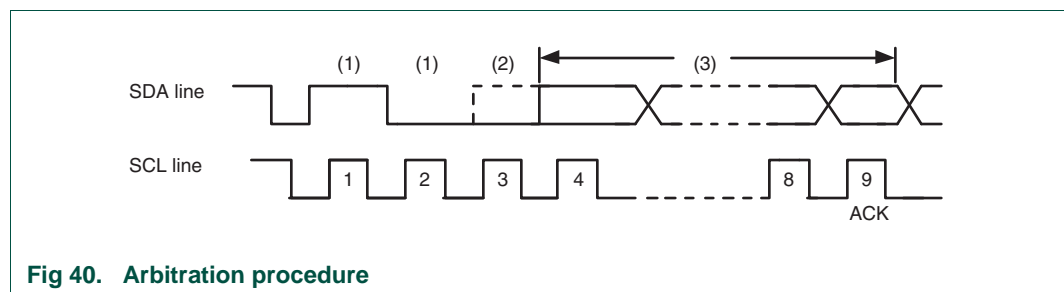 (1) (1) (2) (3)
SDA line
SCL line
1 2 3 4 8 9
ACK
Fig 40. Arbitration procedure